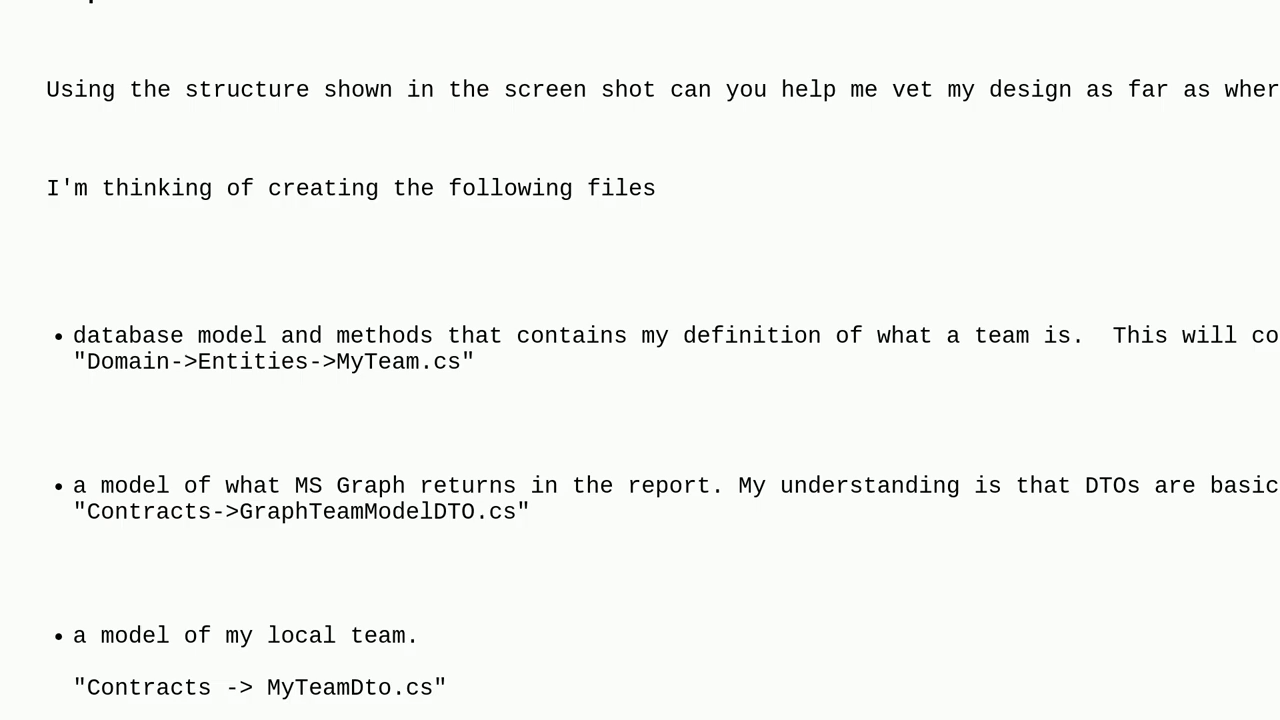 Using the structure shown in the screen shot can you help me vet my design as far as wher
I'm thinking of creating the following files
• database model and methods that contains my definition of what a team is.  This will co
"Domain->Entities->MyTeam.cs"
• a model of what MS Graph returns in the report. My understanding is that DTOs are basic
"Contracts->GraphTeamModelDTO.cs"
• a model of my local team.
"Contracts -> MyTeamDto.cs"